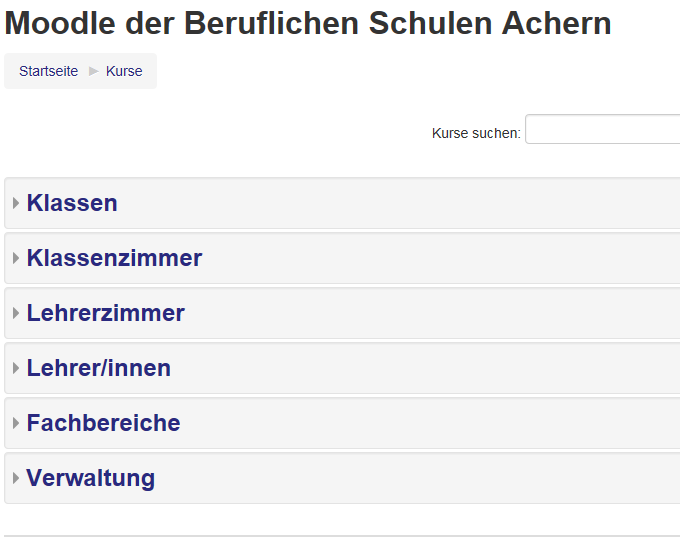 Moodle der Beruflichen Schulen Achern
Startseite ► Kurse
Kurse suchen:
Klassen
Klassenzimmer
Lehrerzimmer
Lehrer/innen
Fachbereiche
Verwaltung